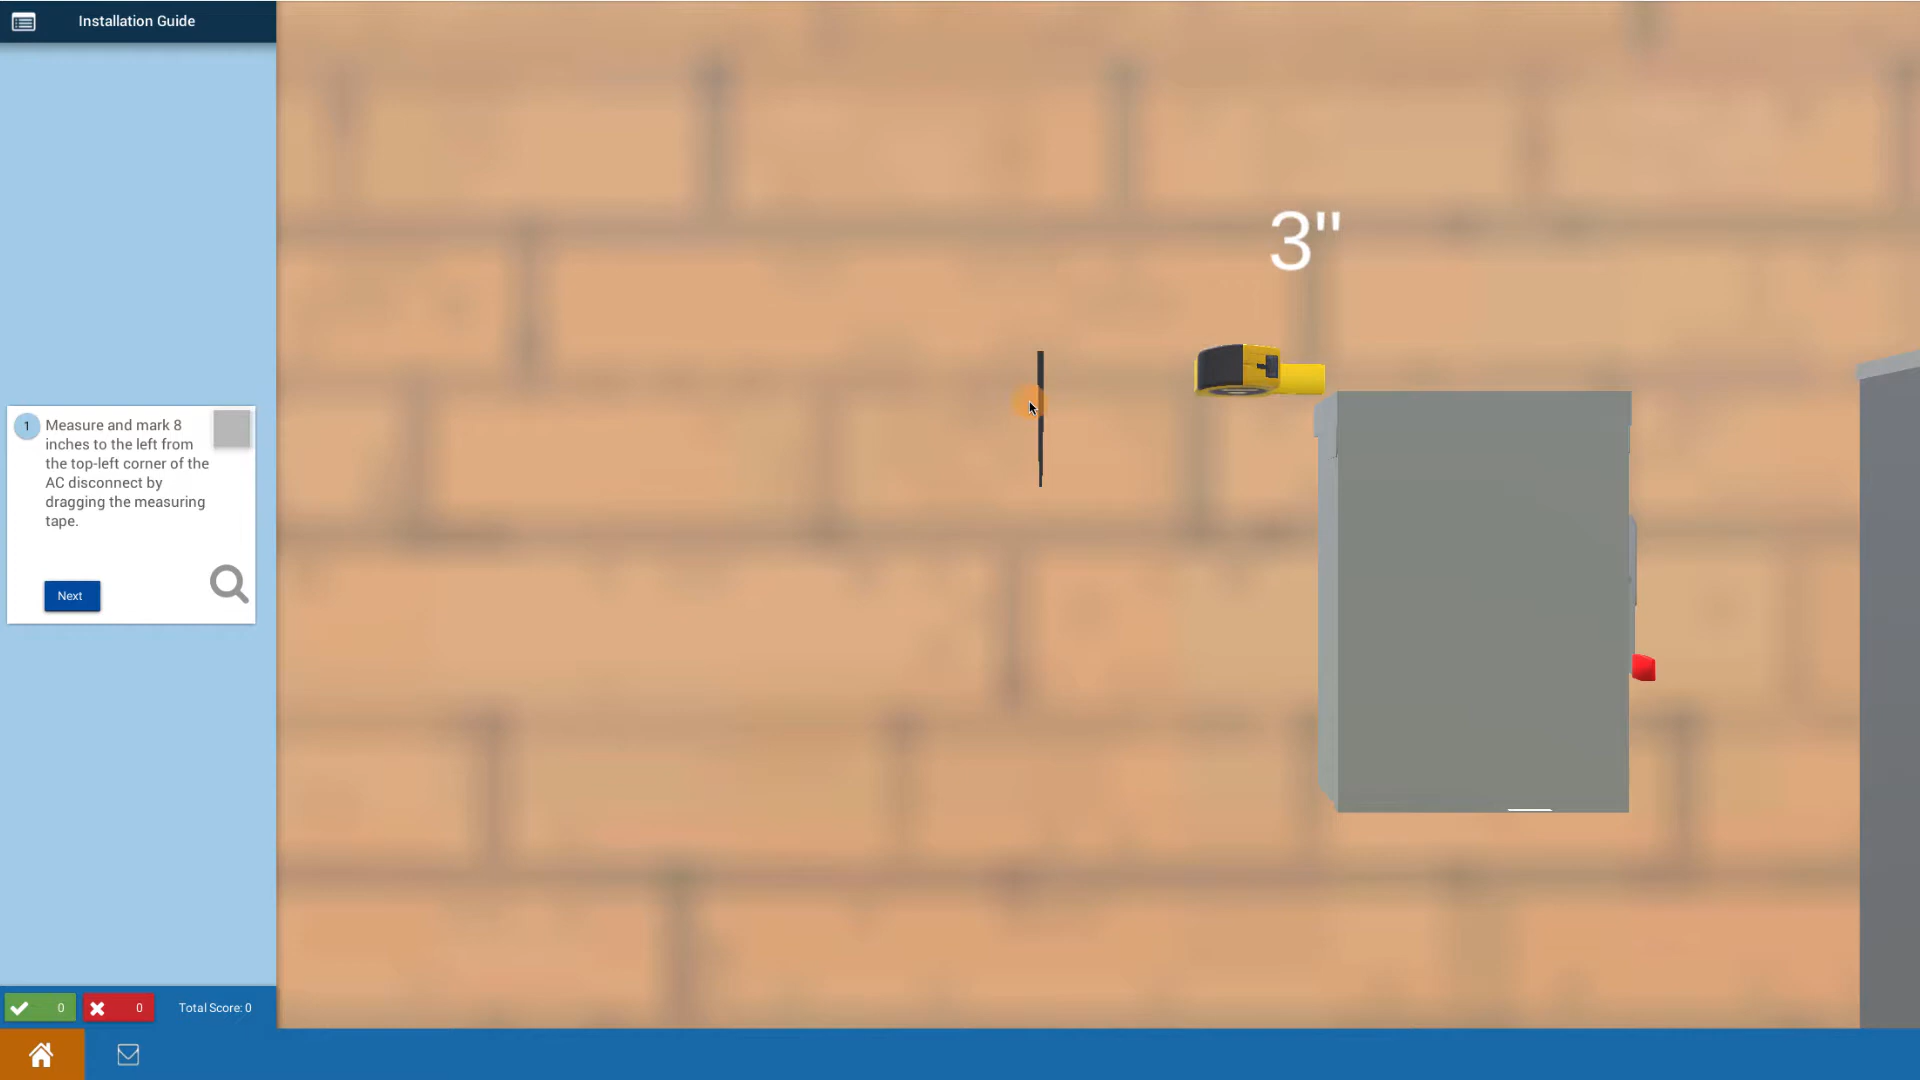 Installation Guide
3"
1
Measure and mark 8
inches to the left from
the top-left corner of the
AC disconnect by
dragging the measuring
tape.
Next
0
0
Total Score: 0